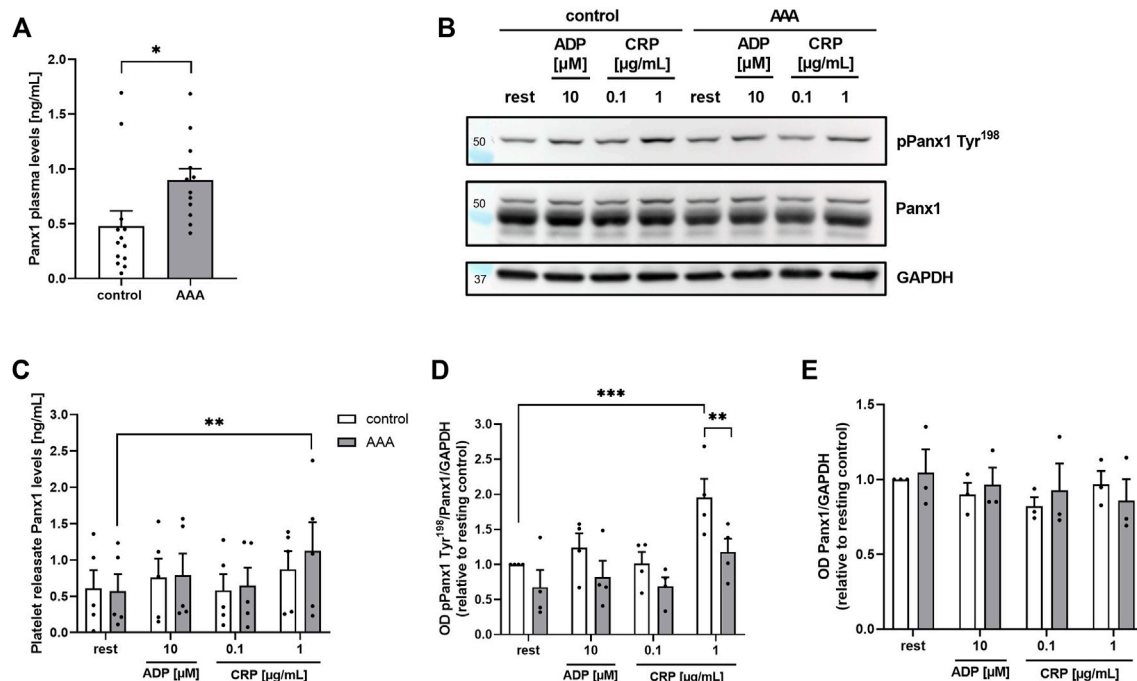 A
*
Panx1 plasma levels [ng/mL]
2.0
1.5
1.0
0.5
0.0
control
AAA
B
control
AAA
ADP
[µM]
CRP
[µg/mL]
ADP
[µM]
CRP
[µg/mL]
rest 10 0.1 1 rest 10 0.1 1
50
pPanx1 Tyr198
50
Panx1
37
GAPDH
C
Platelet releasate Panx1 levels [ng/mL]
3.0
2.5
2.0
1.5
1.0
0.5
0.0
**
control
AAA
rest 10 0.1 1
ADP [µM] CRP [µg/mL]
D
OD pPanx1 Tyr198/Panx1/GAPDH
(relative to resting control)
3.0
2.5
2.0
1.5
1.0
0.5
0.0
***
**
rest 10 0.1 1
ADP [µM] CRP [µg/mL]
E
OD Panx1/GAPDH
(relative to resting control)
1.5
1.0
0.5
0.0
rest 10 0.1 1
ADP [µM] CRP [µg/mL]